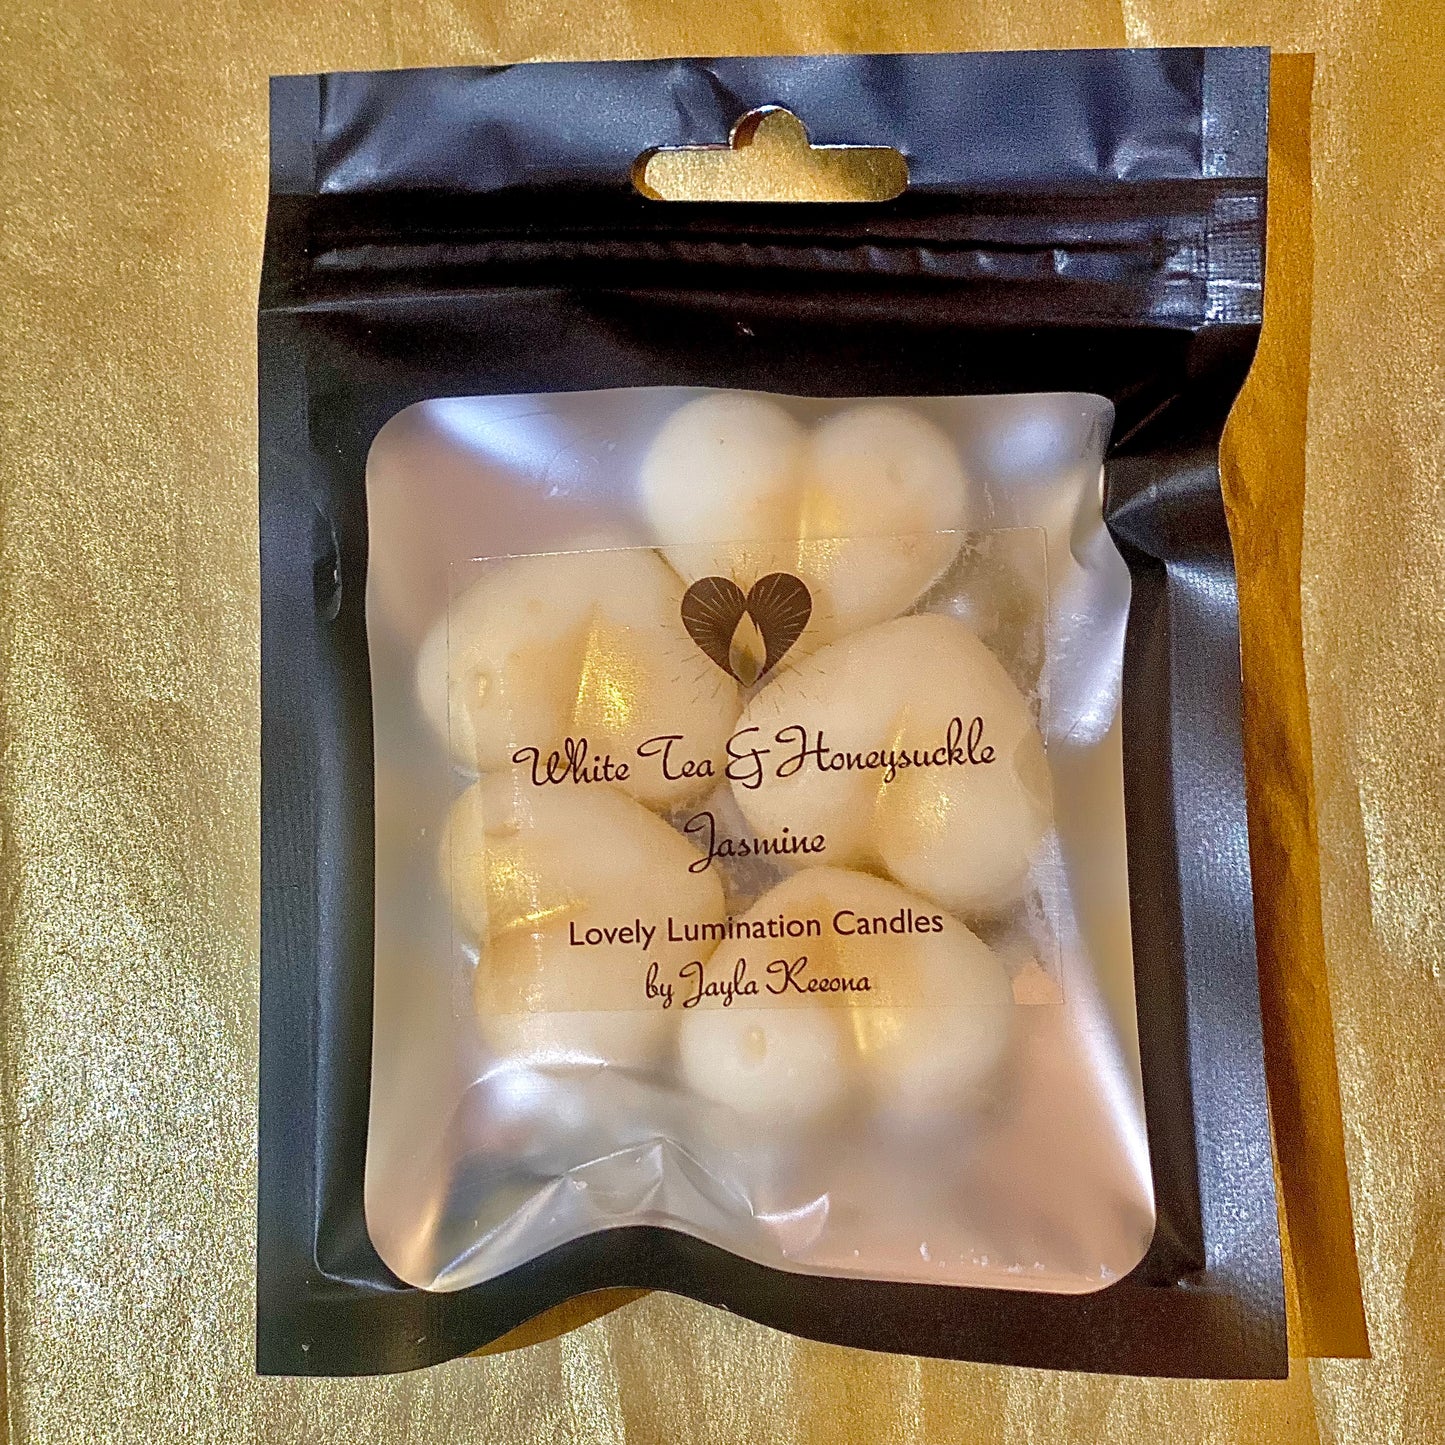 White Tea & Honeysuckle
Jasmine
Lovely Lumination Candles
by Jayla Keeona